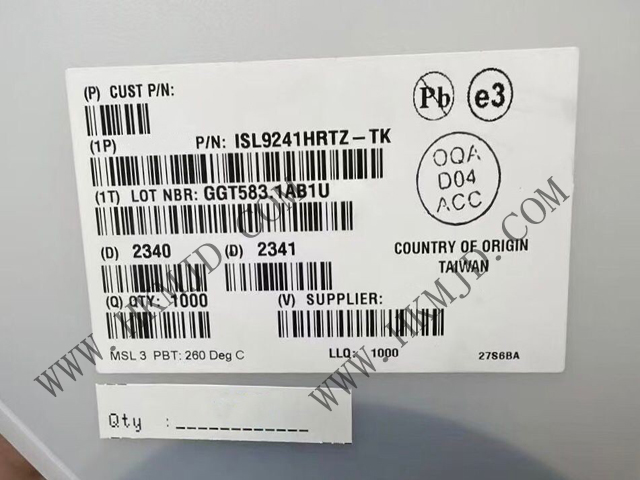 (P) CUST P/N:
Pb
e3
(1P) P/N: ISL9241HRTZ-TK
(1T) LOT NBR: GGT583.1AB1U
OQA
D04
ACC
(D) 2340 (D) 2341
COUNTRY OF ORIGIN
TAIWAN
(Q) QTY: 1000 (V) SUPPLIER:
MSL 3 PBT: 260 Deg C LLQ: 1000 27S6BA
Qty :____________
WWW.HKMJD.COM
WWW.HKMJD.COM